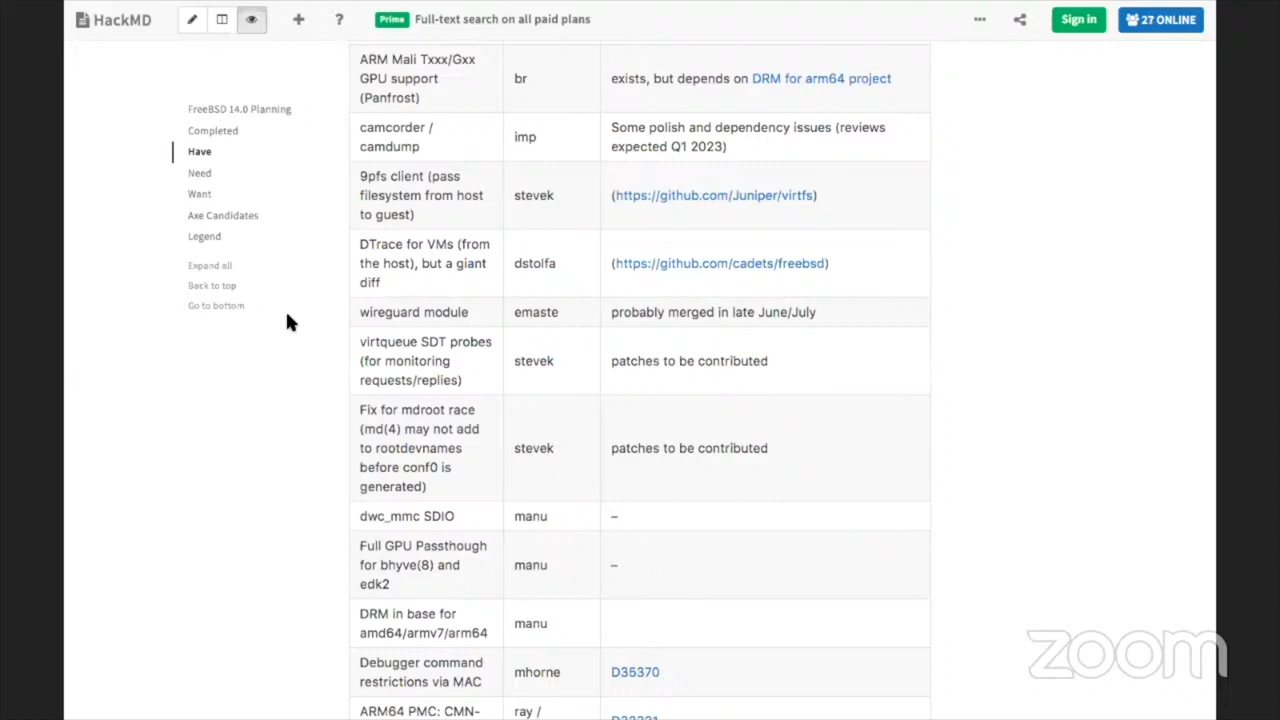 HackMD
Prime Full-text search on all paid plans
Sign in
27 ONLINE
FreeBSD 14.0 Planning
Completed
Have
Need
Want
Axe Candidates
Legend
Expand all
Back to top
Go to bottom
ARM Mali Txxx/Gxx
GPU support
(Panfrost)
br
exists, but depends on DRM for arm64 project
camcorder /
camdump
imp
Some polish and dependency issues (reviews
expected Q1 2023)
9pfs client (pass
filesystem from host
to guest)
stevek
(https://github.com/Juniper/virtfs)
DTrace for VMs (from
the host), but a giant
diff
dstolfa
(https://github.com/cadets/freebsd)
wireguard module
emaste
probably merged in late June/July
virtqueue SDT probes
(for monitoring
requests/replies)
stevek
patches to be contributed
Fix for mdroot race
(md(4) may not add
to rootdevnames
before conf0 is
generated)
stevek
patches to be contributed
dwc_mmc SDIO
manu
–
Full GPU Passthough
for bhyve(8) and
edk2
manu
–
DRM in base for
amd64/armv7/arm64
manu
Debugger command
restrictions via MAC
mhorne
D35370
ARM64 PMC: CMN-
ray /
zoom